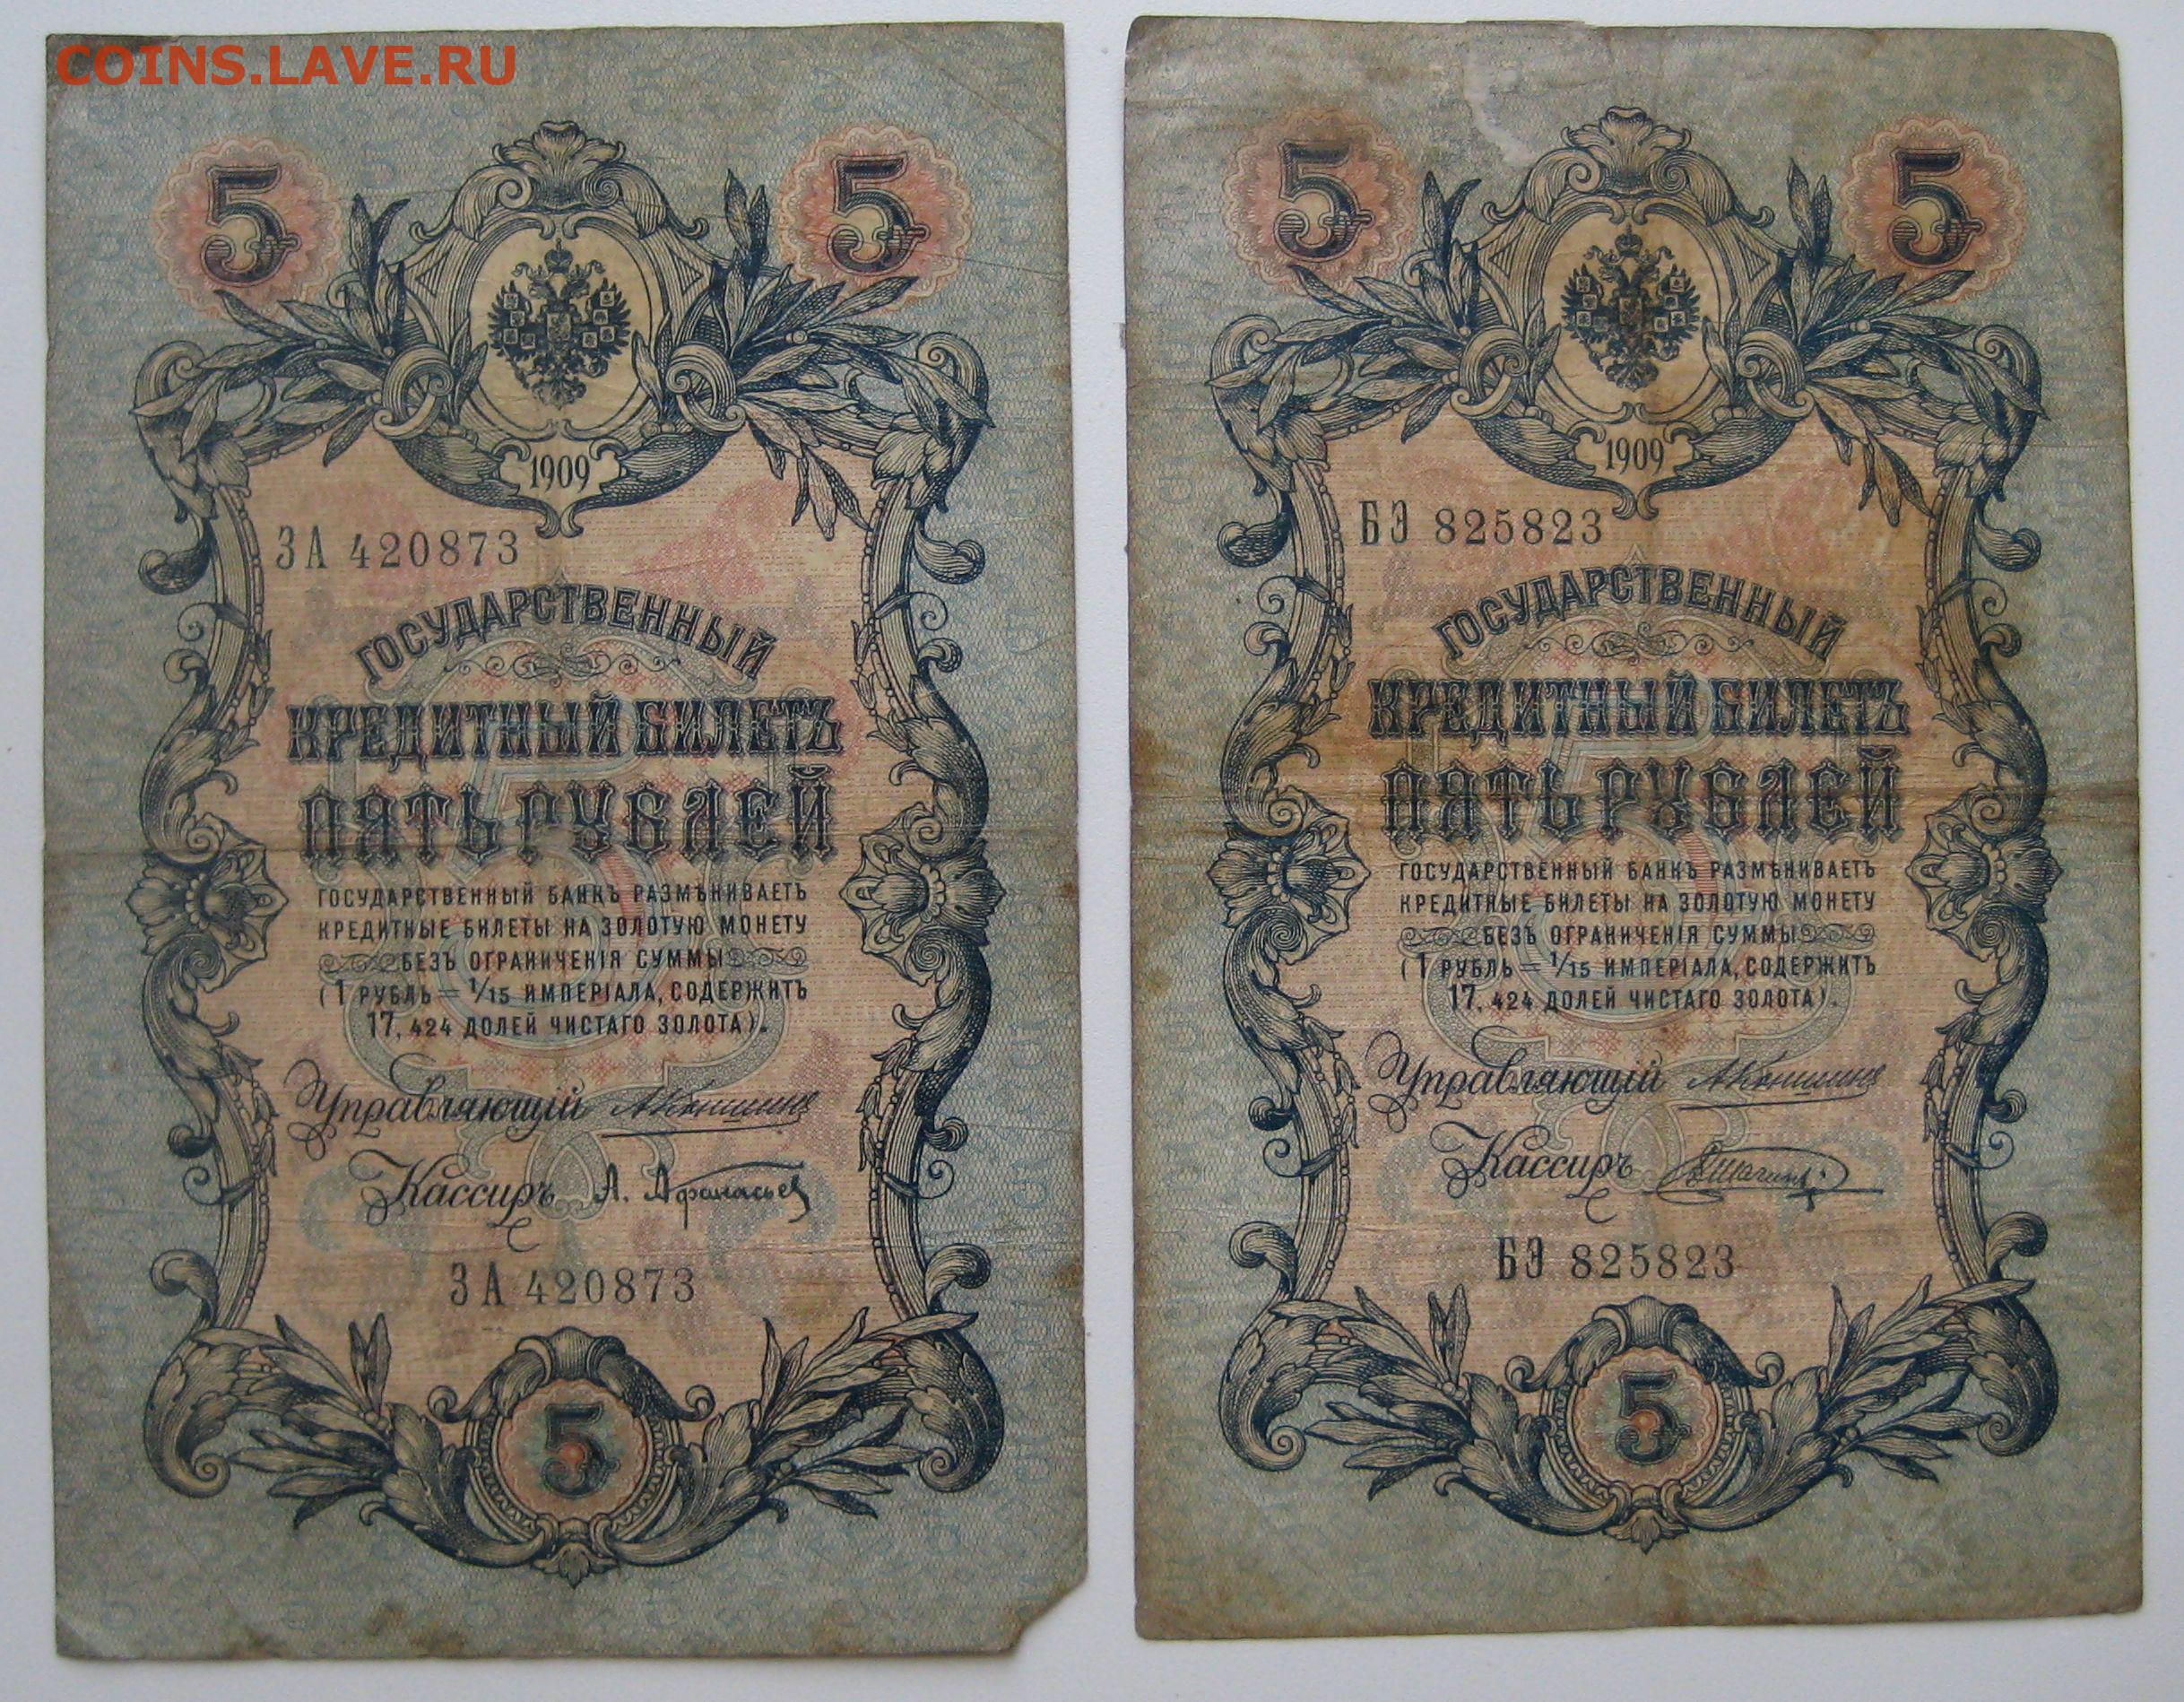 COINS.LAVE.RU
5 5
1909
ЗА 420873
ГОСУДАРСТВЕННЫЙ
КРЕДИТНЫЙ БИЛЕТЪ
ПЯТЬ РУБЛЕЙ
ГОСУДАРСТВЕННЫЙ БАНКЪ РАЗМѢНИВАЕТЪ
КРЕДИТНЫЕ БИЛЕТЫ НА ЗОЛОТУЮ МОНЕТУ
БЕЗЪ ОГРАНИЧЕНІЯ СУММЫ
(1 РУБЛЬ = 1/15 ИМПЕРІАЛА, СОДЕРЖИТЪ
17,424 ДОЛЕЙ ЧИСТАГО ЗОЛОТА).
Управляющій АКоншинъ
Кассиръ А. Афанасьев
ЗА 420873
5
5 5
1909
БЭ 825823
ГОСУДАРСТВЕННЫЙ
КРЕДИТНЫЙ БИЛЕТЪ
ПЯТЬ РУБЛЕЙ
ГОСУДАРСТВЕННЫЙ БАНКЪ РАЗМѢНИВАЕТЪ
КРЕДИТНЫЕ БИЛЕТЫ НА ЗОЛОТУЮ МОНЕТУ
БЕЗЪ ОГРАНИЧЕНІЯ СУММЫ
(1 РУБЛЬ = 1/15 ИМПЕРІАЛА, СОДЕРЖИТЪ
17,424 ДОЛЕЙ ЧИСТАГО ЗОЛОТА).
Управляющій АКоншинъ
Кассиръ
БЭ 825823
5